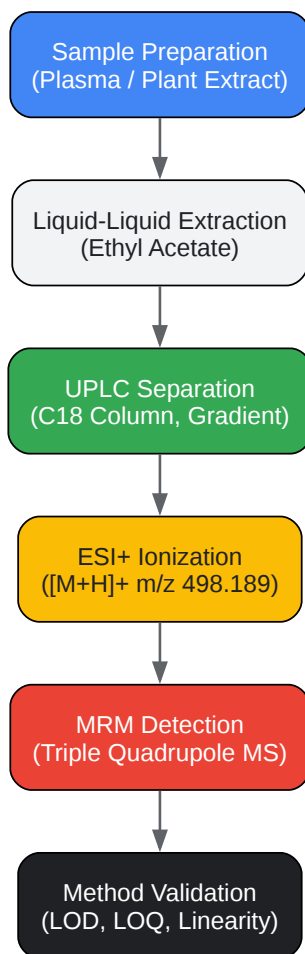 Sample Preparation
(Plasma / Plant Extract)
Liquid-Liquid Extraction
(Ethyl Acetate)
UPLC Separation
(C18 Column, Gradient)
ESI+ Ionization
([M+H]+ m/z 498.189)
MRM Detection
(Triple Quadrupole MS)
Method Validation
(LOD, LOQ, Linearity)